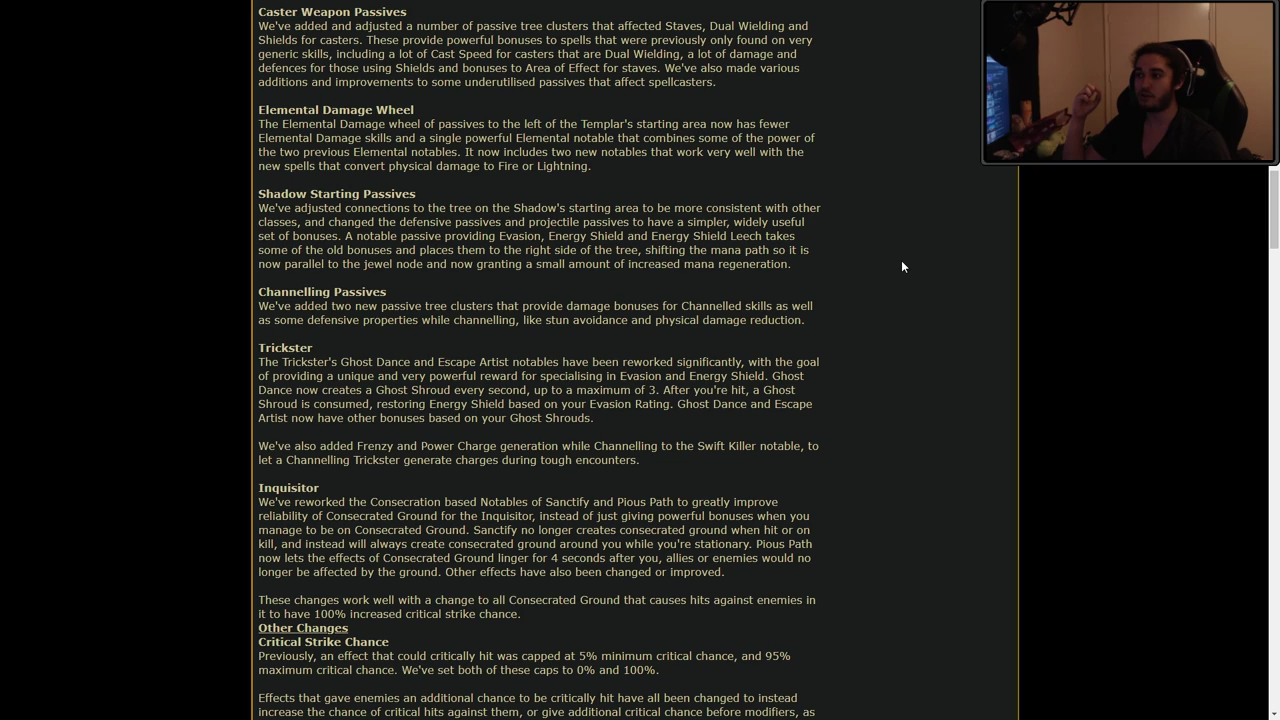 Caster Weapon Passives
We've added and adjusted a number of passive tree clusters that affected Staves, Dual Wielding and
Shields for casters. These provide powerful bonuses to spells that were previously only found on very
generic skills, including a lot of Cast Speed for casters that are Dual Wielding, a lot of damage and
defences for those using Shields and bonuses to Area of Effect for staves. We've also made various
additions and improvements to some underutilised passives that affect spellcasters.
Elemental Damage Wheel
The Elemental Damage wheel of passives to the left of the Templar's starting area now has fewer
Elemental Damage skills and a single powerful Elemental notable that combines some of the power of
the two previous Elemental notables. It now includes two new notables that work very well with the
new spells that convert physical damage to Fire or Lightning.
Shadow Starting Passives
We've adjusted connections to the tree on the Shadow's starting area to be more consistent with other
classes, and changed the defensive passives and projectile passives to have a simpler, widely useful
set of bonuses. A notable passive providing Evasion, Energy Shield and Energy Shield Leech takes
some of the old bonuses and places them to the right side of the tree, shifting the mana path so it is
now parallel to the jewel node and now granting a small amount of increased mana regeneration.
Channelling Passives
We've added two new passive tree clusters that provide damage bonuses for Channelled skills as well
as some defensive properties while channelling, like stun avoidance and physical damage reduction.
Trickster
The Trickster's Ghost Dance and Escape Artist notables have been reworked significantly, with the goal
of providing a unique and very powerful reward for specialising in Evasion and Energy Shield. Ghost
Dance now creates a Ghost Shroud every second, up to a maximum of 3. After you're hit, a Ghost
Shroud is consumed, restoring Energy Shield based on your Evasion Rating. Ghost Dance and Escape
Artist now have other bonuses based on your Ghost Shrouds.
We've also added Frenzy and Power Charge generation while Channelling to the Swift Killer notable, to
let a Channelling Trickster generate charges during tough encounters.
Inquisitor
We've reworked the Consecration based Notables of Sanctify and Pious Path to greatly improve
reliability of Consecrated Ground for the Inquisitor, instead of just giving powerful bonuses when you
manage to be on Consecrated Ground. Sanctify no longer creates consecrated ground when hit or on
kill, and instead will always create consecrated ground around you while you're stationary. Pious Path
now lets the effects of Consecrated Ground linger for 4 seconds after you, allies or enemies would no
longer be affected by the ground. Other effects have also been changed or improved.
These changes work well with a change to all Consecrated Ground that causes hits against enemies in
it to have 100% increased critical strike chance.
Other Changes
Critical Strike Chance
Previously, an effect that could critically hit was capped at 5% minimum critical chance, and 95%
maximum critical chance. We've set both of these caps to 0% and 100%.
Effects that gave enemies an additional chance to be critically hit have all been changed to instead
increase the chance of critical hits against them, or give additional critical chance before modifiers, as